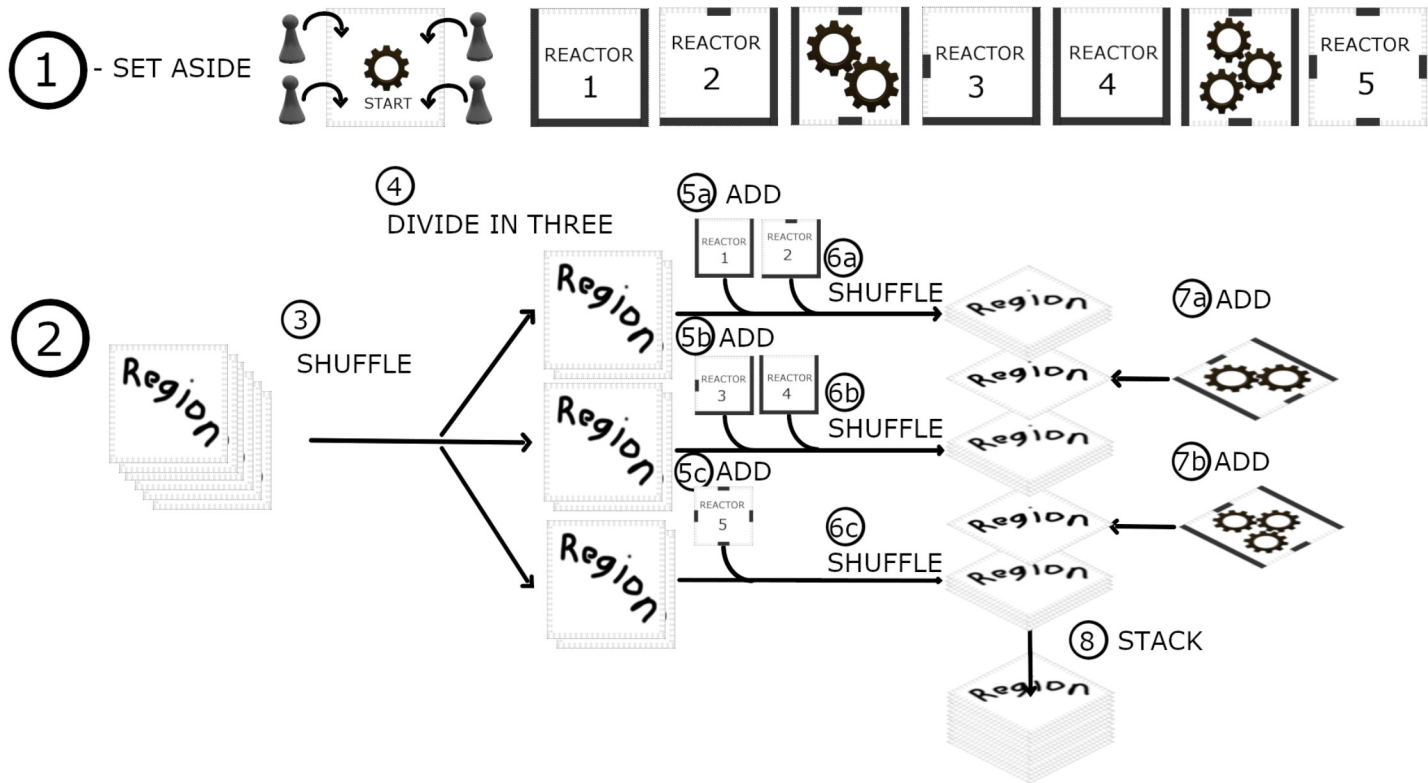 1 - SET ASIDE
START
REACTOR
1
REACTOR
2
REACTOR
3
REACTOR
4
REACTOR
5
2
Region
3
SHUFFLE
4
DIVIDE IN THREE
Region
Region
Region
5a ADD
REACTOR
1
REACTOR
2
6a
SHUFFLE
5b ADD
REACTOR
3
REACTOR
4
6b
SHUFFLE
5c ADD
REACTOR
5
6c
SHUFFLE
Region
Region
Region
Region
Region
7a ADD
7b ADD
8 STACK
Region